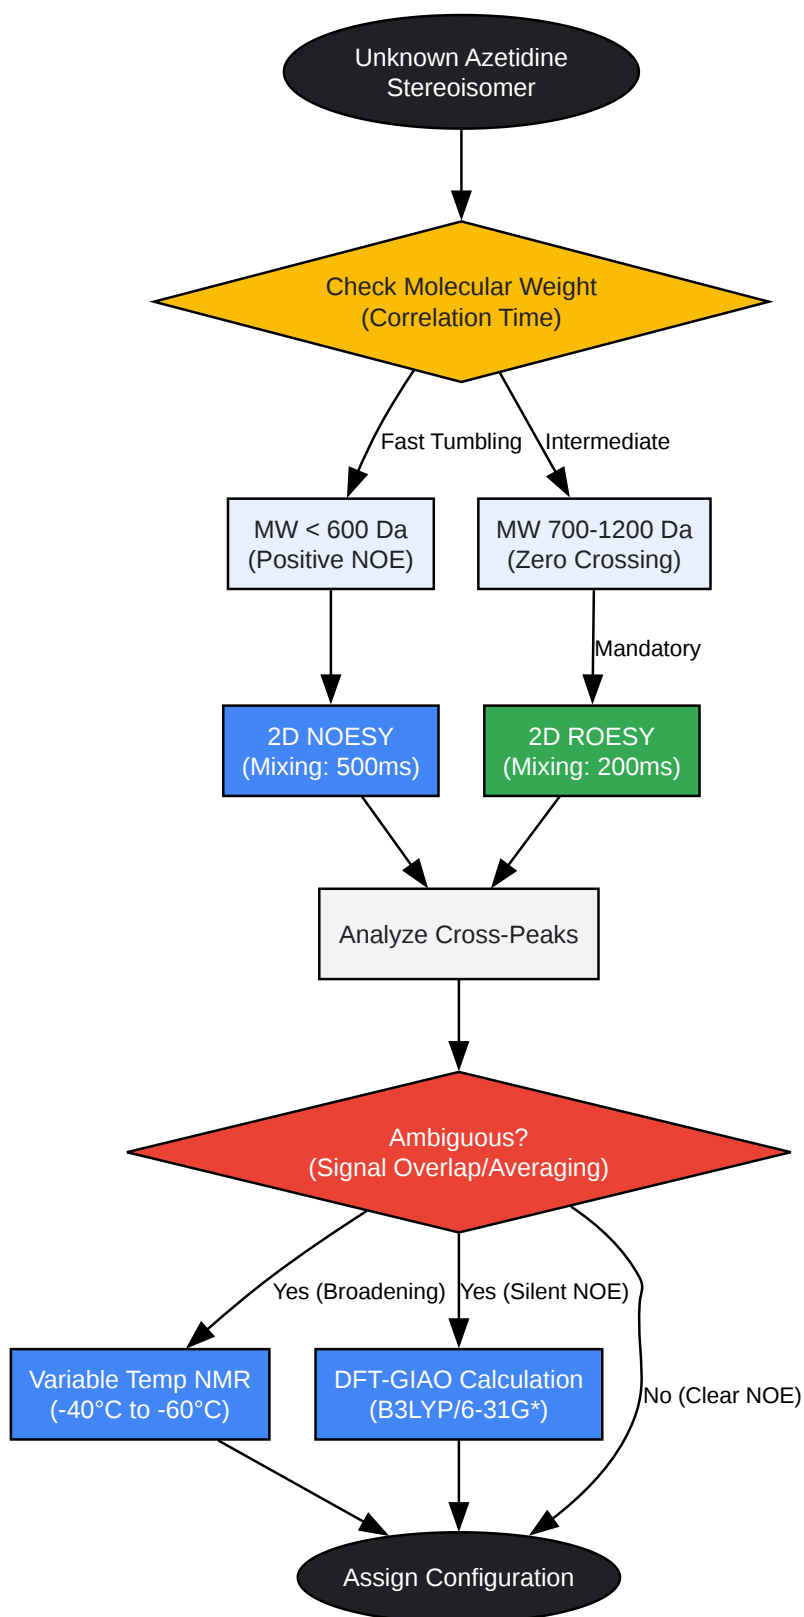 Unknown Azetidine
Stereoisomer
Check Molecular Weight
(Correlation Time)
Fast Tumbling
Intermediate
MW < 600 Da
(Positive NOE)
MW 700-1200 Da
(Zero Crossing)
Mandatory
2D NOESY
(Mixing: 500ms)
2D ROESY
(Mixing: 200ms)
Analyze Cross-Peaks
Ambiguous?
(Signal Overlap/Averaging)
Yes (Broadening)
Yes (Silent NOE)
No (Clear NOE)
Variable Temp NMR
(-40°C to -60°C)
DFT-GIAO Calculation
(B3LYP/6-31G*)
Assign Configuration